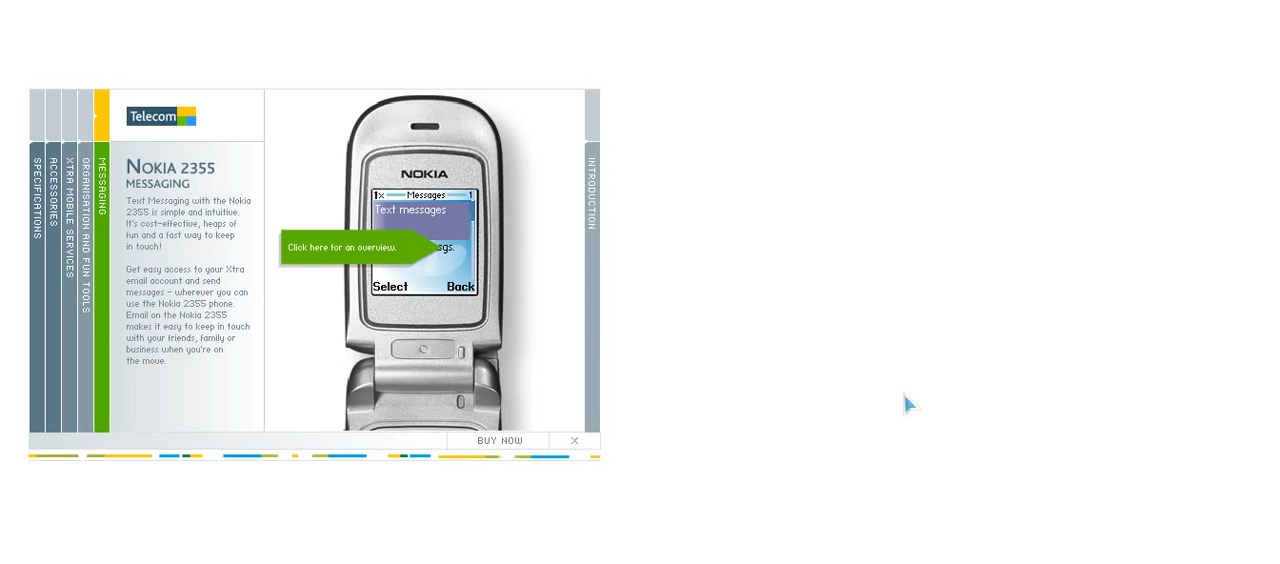 SPECIFICATIONS
ACCESSORIES
XTRA MOBILE SERVICES
ORGANISATION AND FUN TOOLS
MESSAGING
Telecom
NOKIA 2355
MESSAGING
Text Messaging with the Nokia
2355 is simple and intuitive.
It's cost-effective, heaps of
fun and a fast way to keep
in touch!
Get easy access to your Xtra
email account and send
messages - wherever you can
use the Nokia 2355 phone.
Email on the Nokia 2355
makes it easy to keep in touch
with your friends, family or
business when you're on
the move.
NOKIA
1x Messages 1
Text messages
Click here for an overview.
sgs.
Select Back
INTRODUCTION
BUY NOW